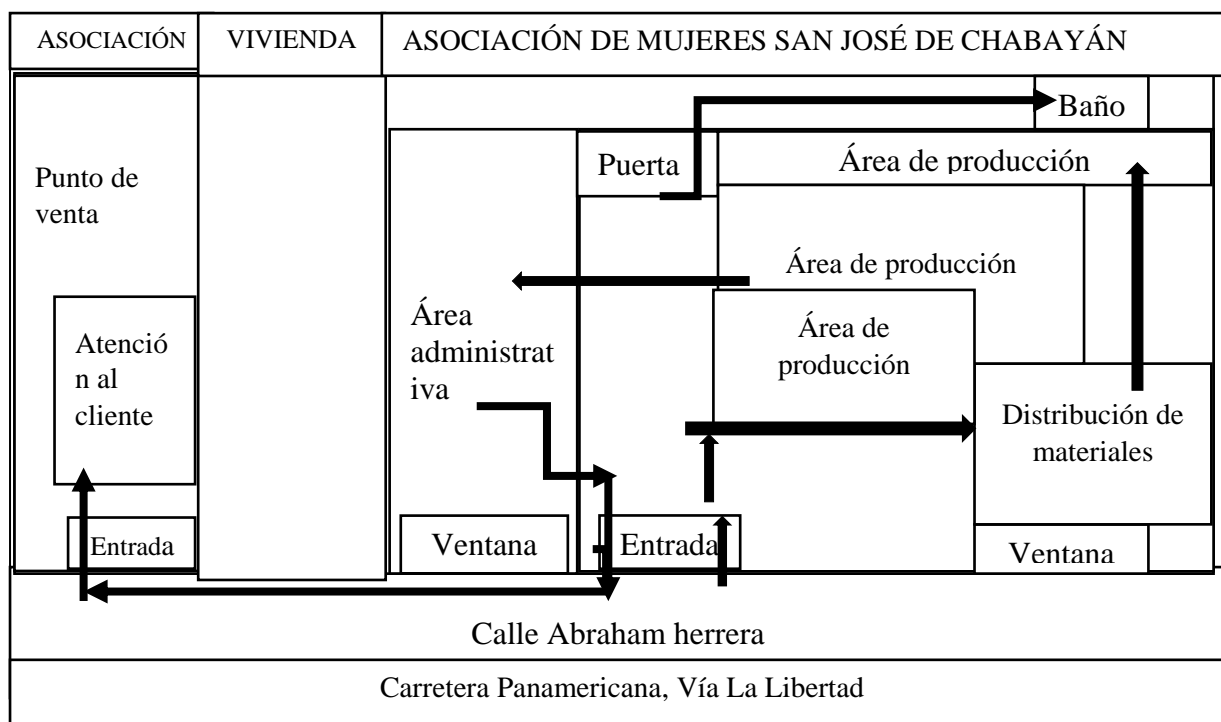 ASOCIACIÓN
VIVIENDA
ASOCIACIÓN DE MUJERES SAN JOSÉ DE CHABAYÁN
Punto de
venta
Atenció
n al
cliente
Entrada
Área
administrat
iva
Ventana
Puerta
Entrada
Baño
Área de producción
Área de producción
Área de
producción
Distribución de
materiales
Ventana
Calle Abraham herrera
Carretera Panamericana, Vía La Libertad